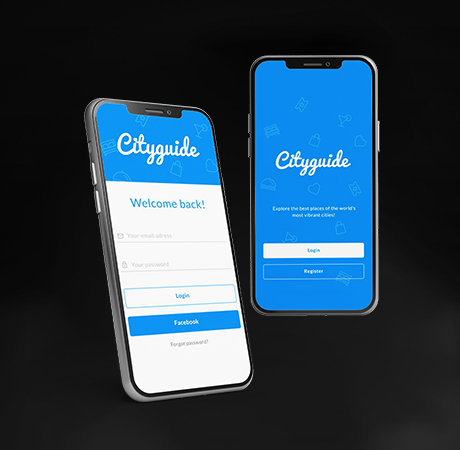 Cityguide
Welcome back!
Your email adress
Your password
Login
Facebook
Forgot password?
Cityguide
Explore the best places of the world's
most vibrant cities!
Login
Register